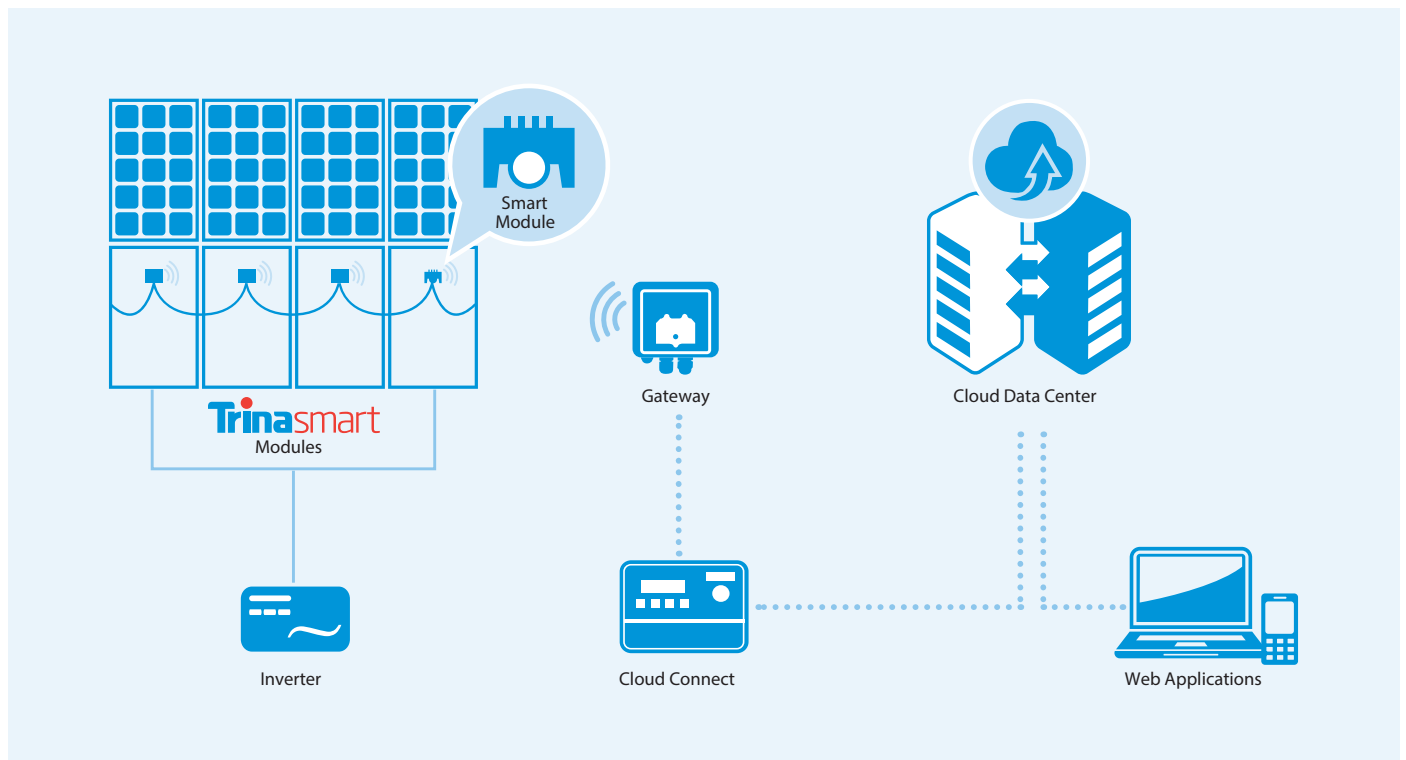 Smart
Module
Trinasmart
Modules
Gateway
Cloud Data Center
Inverter
Cloud Connect
Web Applications